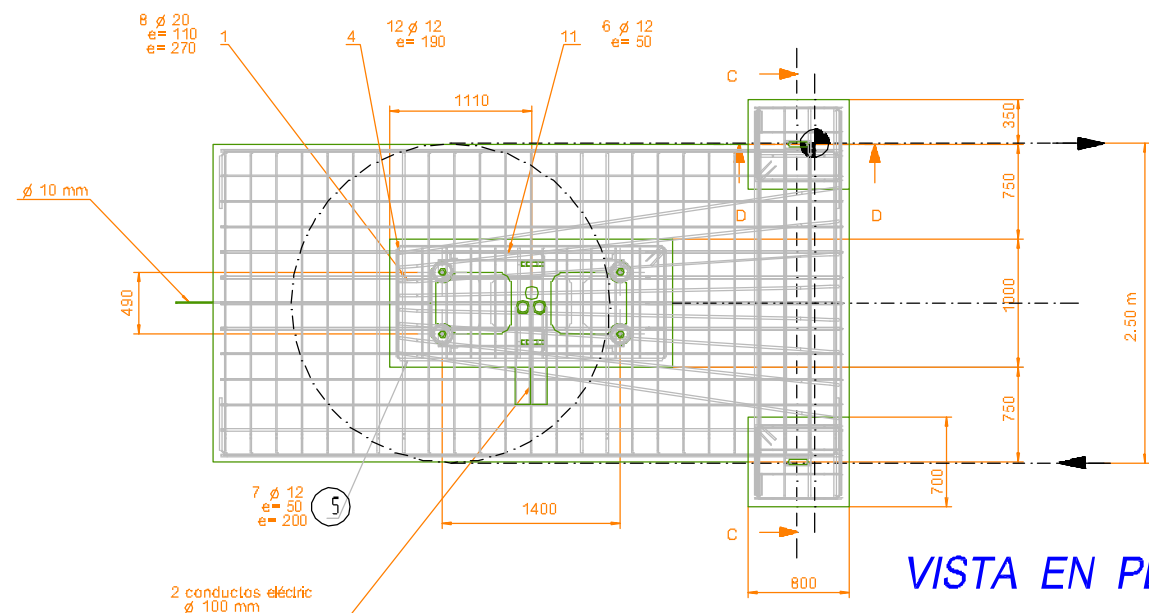 8 ø 20
e= 110
e= 270
1
4
12 ø 12
e= 190
11
6 ø 12
e= 50
C
1110
350
ø 10 mm
D
D
750
490
1000
2.50 m
750
7 ø 12
e= 50
e= 200
5
1400
700
C
2 conductos eléctric
ø 100 mm
800
VISTA EN